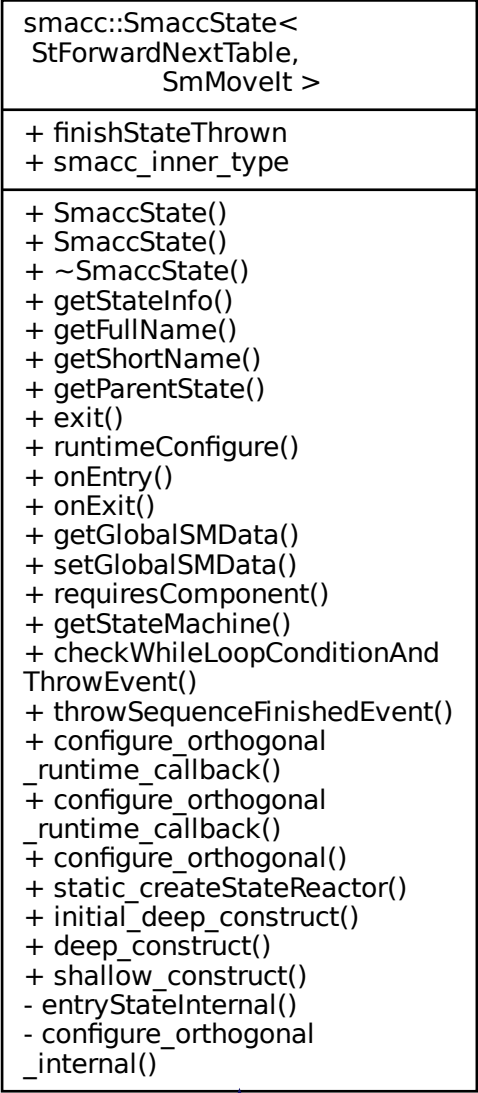 smacc::SmaccState<
StForwardNextTable,
SmMoveIt >
+ finishStateThrown
+ smacc_inner_type
+ SmaccState()
+ SmaccState()
+ ~SmaccState()
+ getStateInfo()
+ getFullName()
+ getShortName()
+ getParentState()
+ exit()
+ runtimeConfigure()
+ onEntry()
+ onExit()
+ getGlobalSMData()
+ setGlobalSMData()
+ requiresComponent()
+ getStateMachine()
+ checkWhileLoopConditionAnd
ThrowEvent()
+ throwSequenceFinishedEvent()
+ configure_orthogonal
_runtime_callback()
+ configure_orthogonal
_runtime_callback()
+ configure_orthogonal()
+ static_createStateReactor()
+ initial_deep_construct()
+ deep_construct()
+ shallow_construct()
- entryStateInternal()
- configure_orthogonal
_internal()